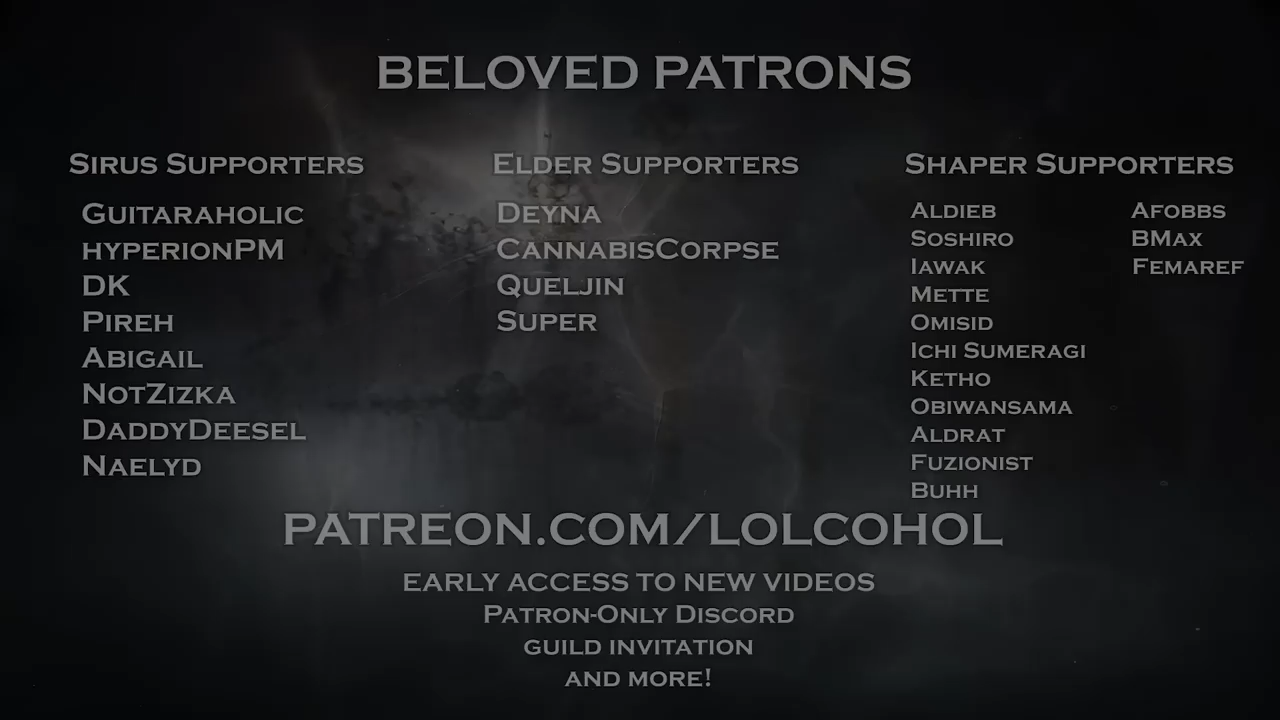 BELOVED PATRONS
SIRUS SUPPORTERS
GUITARAHOLIC
HYPERIONPM
DK
PIREH
ABIGAIL
NOTZIZKA
DADDYDEESEL
NAELYD
ELDER SUPPORTERS
DEYNA
CANNABISCORPSE
QUELJIN
SUPER
SHAPER SUPPORTERS
ALDIEB
SOSHIRO
IAWAK
METTE
OMISID
ICHI SUMERAGI
KETHO
OBIWANSAMA
ALDRAT
FUZIONIST
BUHH
AFOBBS
BMAX
FEMAREF
PATREON.COM/LOLCOHOL
EARLY ACCESS TO NEW VIDEOS
PATRON-ONLY DISCORD
GUILD INVITATION
AND MORE!